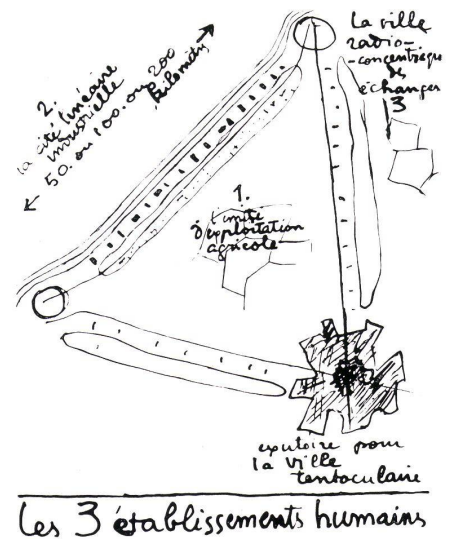 2.
la cité linéaire
industrielle
50. ou 100. ou 200
kilomètres
La ville
radio-
-concentrique
de
échanges
3
1.
l'unité
d'exploitation
agricole
exutoire pour
la ville
tentaculaire
Les 3 établissements humains